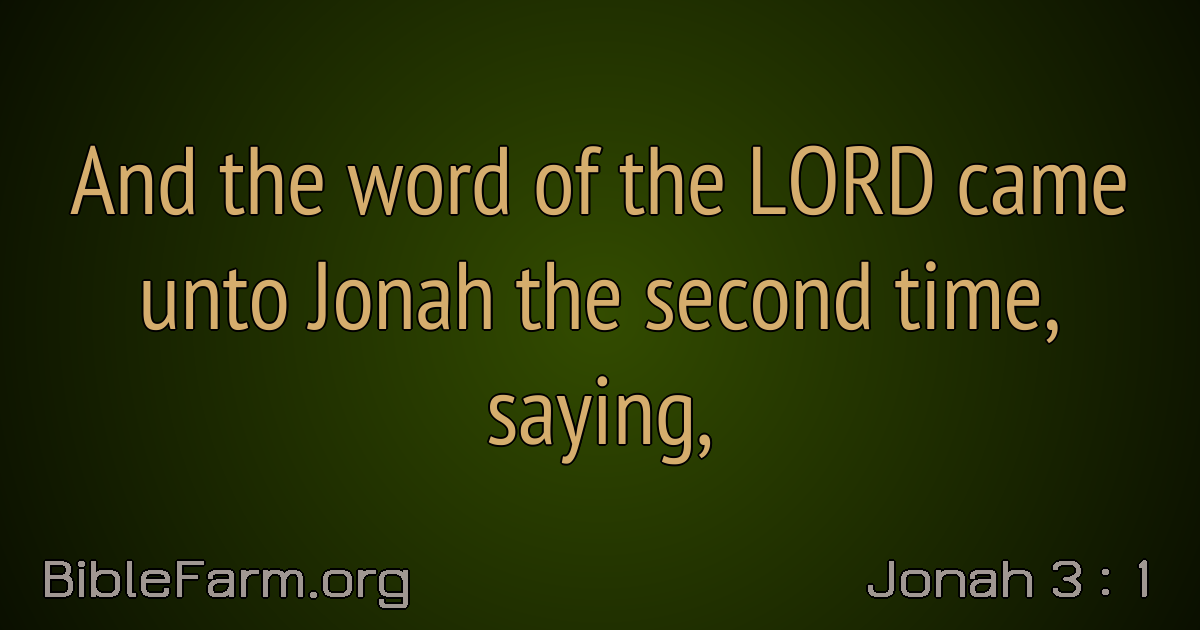 And the word of the LORD came
unto Jonah the second time,
saying,
BibleFarm.org
Jonah 3 : 1